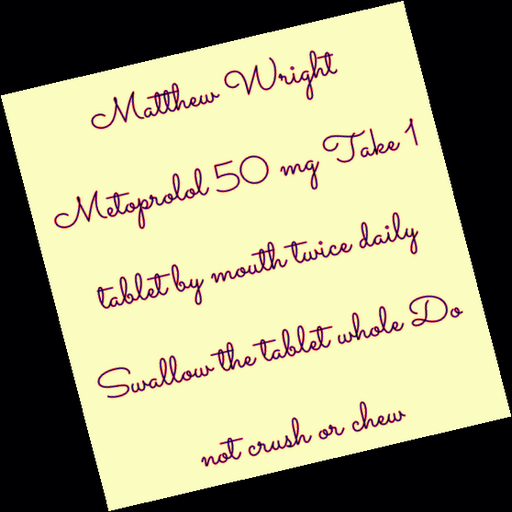 Matthew Wright
Metoprolol 50 mg Take 1
tablet by mouth twice daily
Swallow the tablet whole Do
not crush or chew